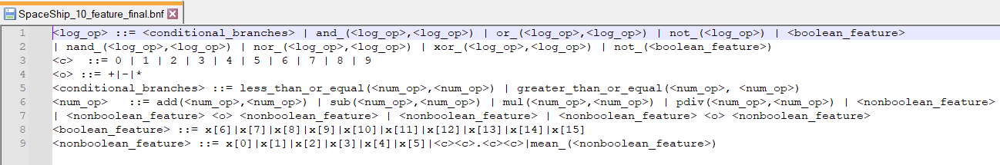 SpaceShip_10_feature_final.bnf
1 <log_op> ::= <conditional_branches> | and_(<log_op>,<log_op>) | or_(<log_op>,<log_op>) | not_(<log_op>) | <boolean_feature>
2 | nand_(<log_op>,<log_op>) | nor_(<log_op>,<log_op>) | xor_(<log_op>,<log_op>) | not_(<boolean_feature>)
3 <c>  ::= 0 | 1 | 2 | 3 | 4 | 5 | 6 | 7 | 8 | 9
4 <o> ::= +|-|*
5 <conditional_branches> ::= less_than_or_equal(<num_op>,<num_op>) | greater_than_or_equal(<num_op>, <num_op>)
6 <num_op>   ::= add(<num_op>,<num_op>) | sub(<num_op>,<num_op>) | mul(<num_op>,<num_op>) | pdiv(<num_op>,<num_op>) | <nonboolean_feature>
7 | <nonboolean_feature> <o> <nonboolean_feature> | <nonboolean_feature> | <nonboolean_feature> <o> <nonboolean_feature>
8 <boolean_feature> ::= x[6]|x[7]|x[8]|x[9]|x[10]|x[11]|x[12]|x[13]|x[14]|x[15]
9 <nonboolean_feature> ::= x[0]|x[1]|x[2]|x[3]|x[4]|x[5]|<c><c>.<c><c>|mean_(<nonboolean_feature>)